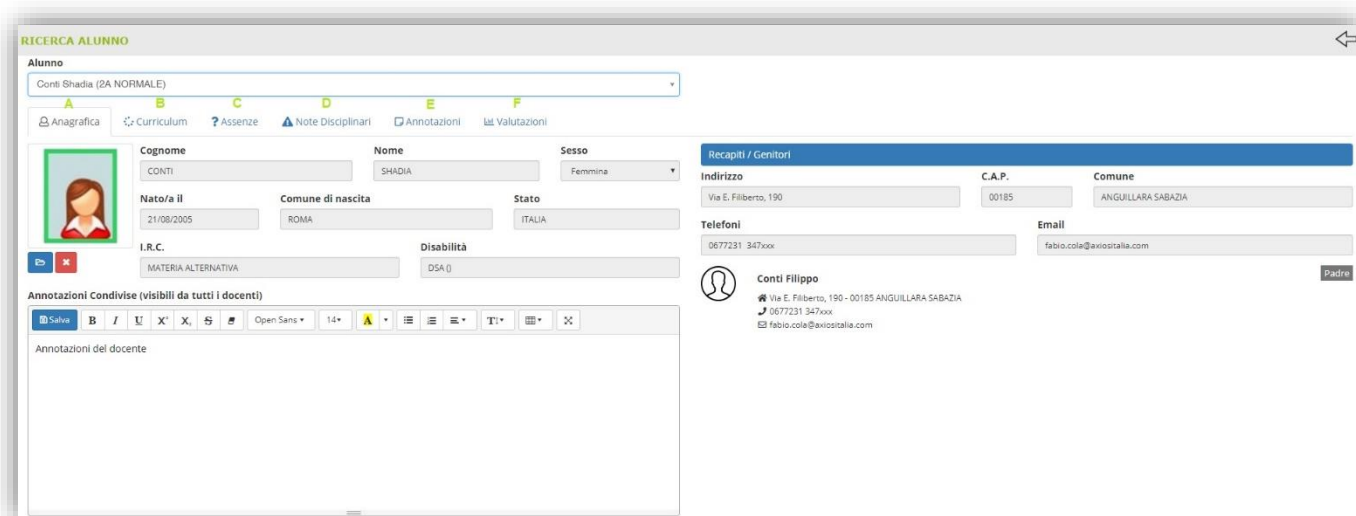 RICERCA ALUNNO
Alunno
Conti Shadia (2A NORMALE)
A B C D E F
Anagrafica Curriculum ? Assenze Note Disciplinari Annotazioni Valutazioni
Cognome Nome Sesso
CONTI SHADIA Femmina
Nato/a il Comune di nascita Stato
21/08/2005 ROMA ITALIA
I.R.C. Disabilità
MATERIA ALTERNATIVA DSA ()
Annotazioni Condivise (visibili da tutti i docenti)
Salva B I U X² X₂ S Open Sans 14 A T
Annotazioni del docente
Recapiti / Genitori
Indirizzo C.A.P. Comune
Via E. Filiberto, 190 00185 ANGUILLARA SABAZIA
Telefoni Email
0677231 347xxx fabio.cola@axiositalia.com
Conti Filippo Padre
Via E. Filiberto, 190 - 00185 ANGUILLARA SABAZIA
0677231 347xxx
fabio.cola@axiositalia.com